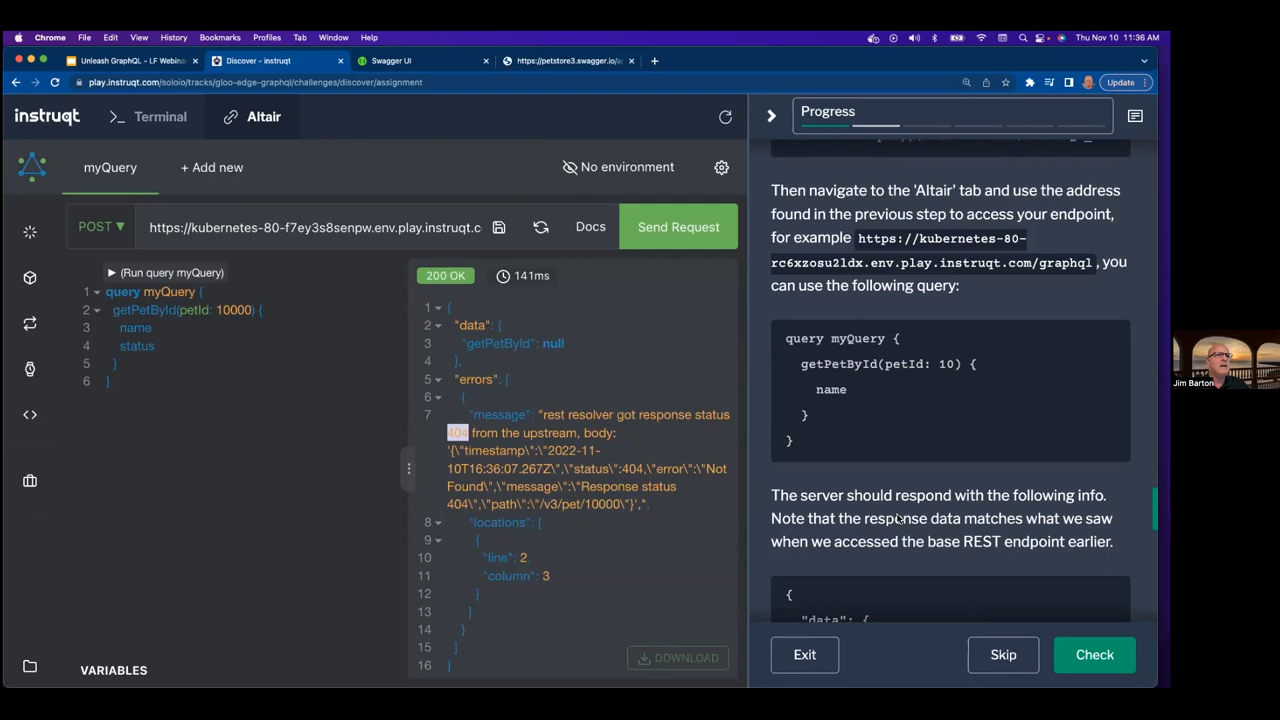 Chrome File Edit View History Bookmarks Profiles Tab Window Help Thu Nov 10 11:36 AM
Unleash GraphQL - LF Webinar Discover - instruqt Swagger UI https://petstore3.swagger.io/a
play.instruqt.com/soloio/tracks/gloo-edge-graphql/challenges/discover/assignment Update
instruqt Terminal Altair
myQuery + Add new No environment
POST https://kubernetes-80-f7ey3s8senpw.env.play.instruqt.c Docs Send Request
(Run query myQuery)
1 query myQuery {
2 getPetById(petId: 10000) {
3 name
4 status
5 }
6 }
VARIABLES
200 OK 141ms
1 {
2 "data": {
3 "getPetById": null
4 },
5 "errors": [
6 {
7 "message": "rest resolver got response status
404 from the upstream, body:
'{\"timestamp\":\"2022-11-
10T16:36:07.267Z\",\"status\":404,\"error\":\"Not
Found\",\"message\":\"Response status
404\",\"path\":\"/v3/pet/10000\"}',",
8 "locations": [
9 {
10 "line": 2,
11 "column": 3
12 }
13 ]
14 }
15 ]
16 }
DOWNLOAD
Progress
Then navigate to the 'Altair' tab and use the address
found in the previous step to access your endpoint,
for example https://kubernetes-80-
rc6xzosu2ldx.env.play.instruqt.com/graphql, you
can use the following query:
query myQuery {
getPetById(petId: 10) {
name
}
}
The server should respond with the following info.
Note that the response data matches what we saw
when we accessed the base REST endpoint earlier.
{
"data": {
Exit Skip Check
Jim Barton